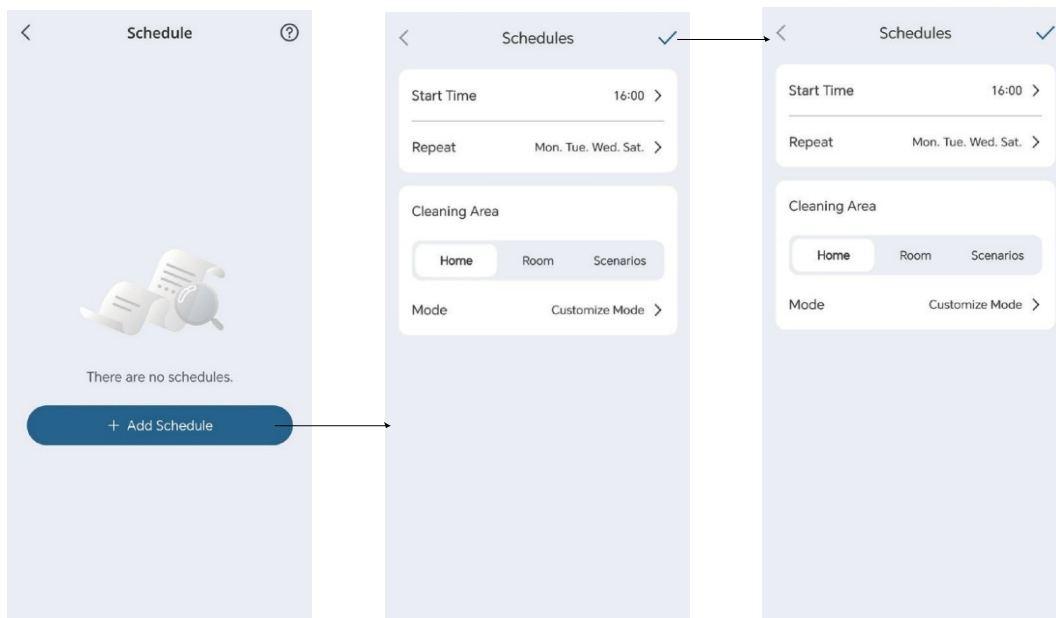 Schedule
There are no schedules.
+ Add Schedule
Schedules
Start Time 16:00
Repeat Mon. Tue. Wed. Sat.
Cleaning Area
Home Room Scenarios
Mode Customize Mode
Schedules
Start Time 16:00
Repeat Mon. Tue. Wed. Sat.
Cleaning Area
Home Room Scenarios
Mode Customize Mode